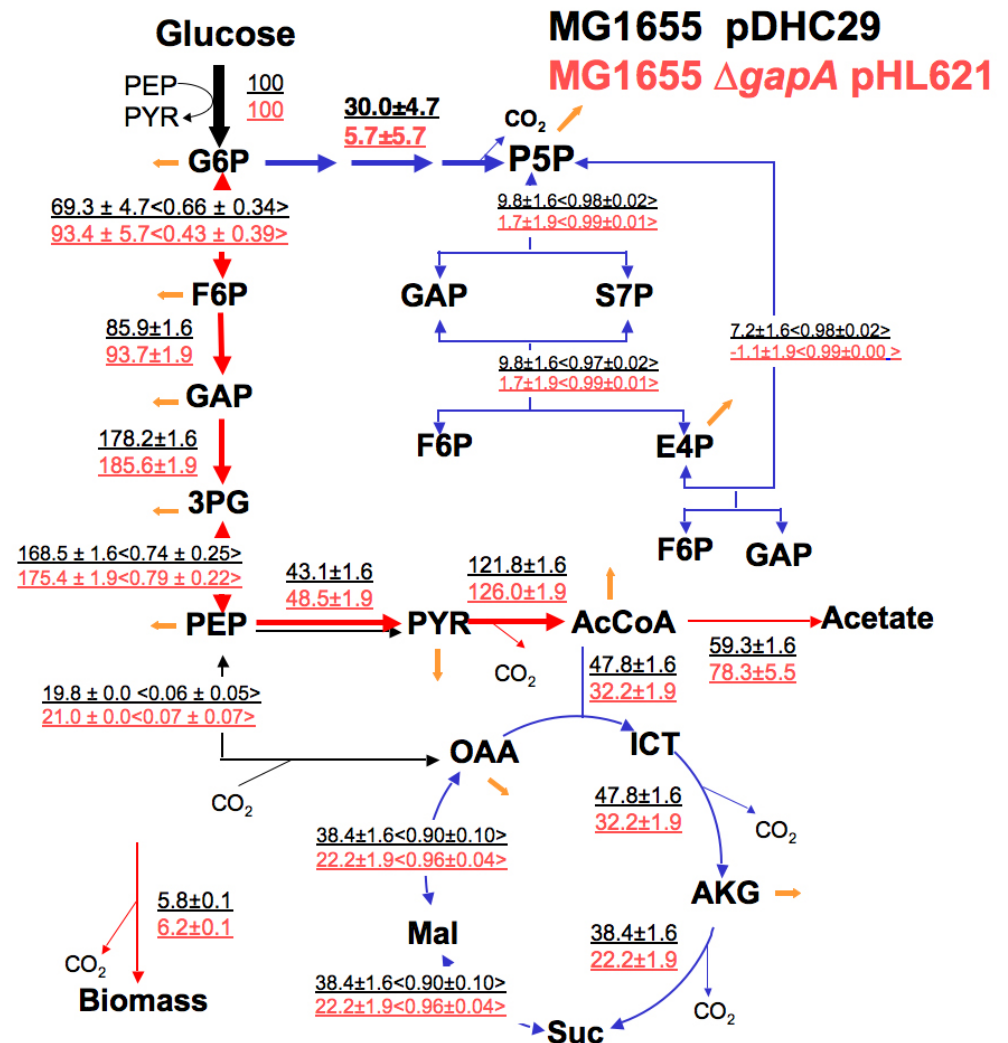 Glucose
MG1655 pDHC29
MG1655 ΔgapA pHL621
PEP
PYR
100
100
30.0±4.7
5.7±5.7
CO2
G6P
P5P
69.3 ± 4.7<0.66 ± 0.34>
93.4 ± 5.7<0.43 ± 0.39>
9.8±1.6<0.98±0.02>
1.7±1.9<0.99±0.01>
F6P
GAP
S7P
85.9±1.6
93.7±1.9
7.2±1.6<0.98±0.02>
-1.1±1.9<0.99±0.00 >
9.8±1.6<0.97±0.02>
1.7±1.9<0.99±0.01>
GAP
178.2±1.6
185.6±1.9
F6P
E4P
3PG
F6P
GAP
168.5 ± 1.6<0.74 ± 0.25>
175.4 ± 1.9<0.79 ± 0.22>
43.1±1.6
48.5±1.9
121.8±1.6
126.0±1.9
PEP
PYR
AcCoA
Acetate
CO2
47.8±1.6
32.2±1.9
59.3±1.6
78.3±5.5
19.8 ± 0.0 <0.06 ± 0.05>
21.0 ± 0.0<0.07 ± 0.07>
OAA
ICT
CO2
47.8±1.6
32.2±1.9
CO2
38.4±1.6<0.90±0.10>
22.2±1.9<0.96±0.04>
5.8±0.1
6.2±0.1
AKG
Mal
38.4±1.6
22.2±1.9
CO2
Biomass
38.4±1.6<0.90±0.10>
22.2±1.9<0.96±0.04>
CO2
Suc